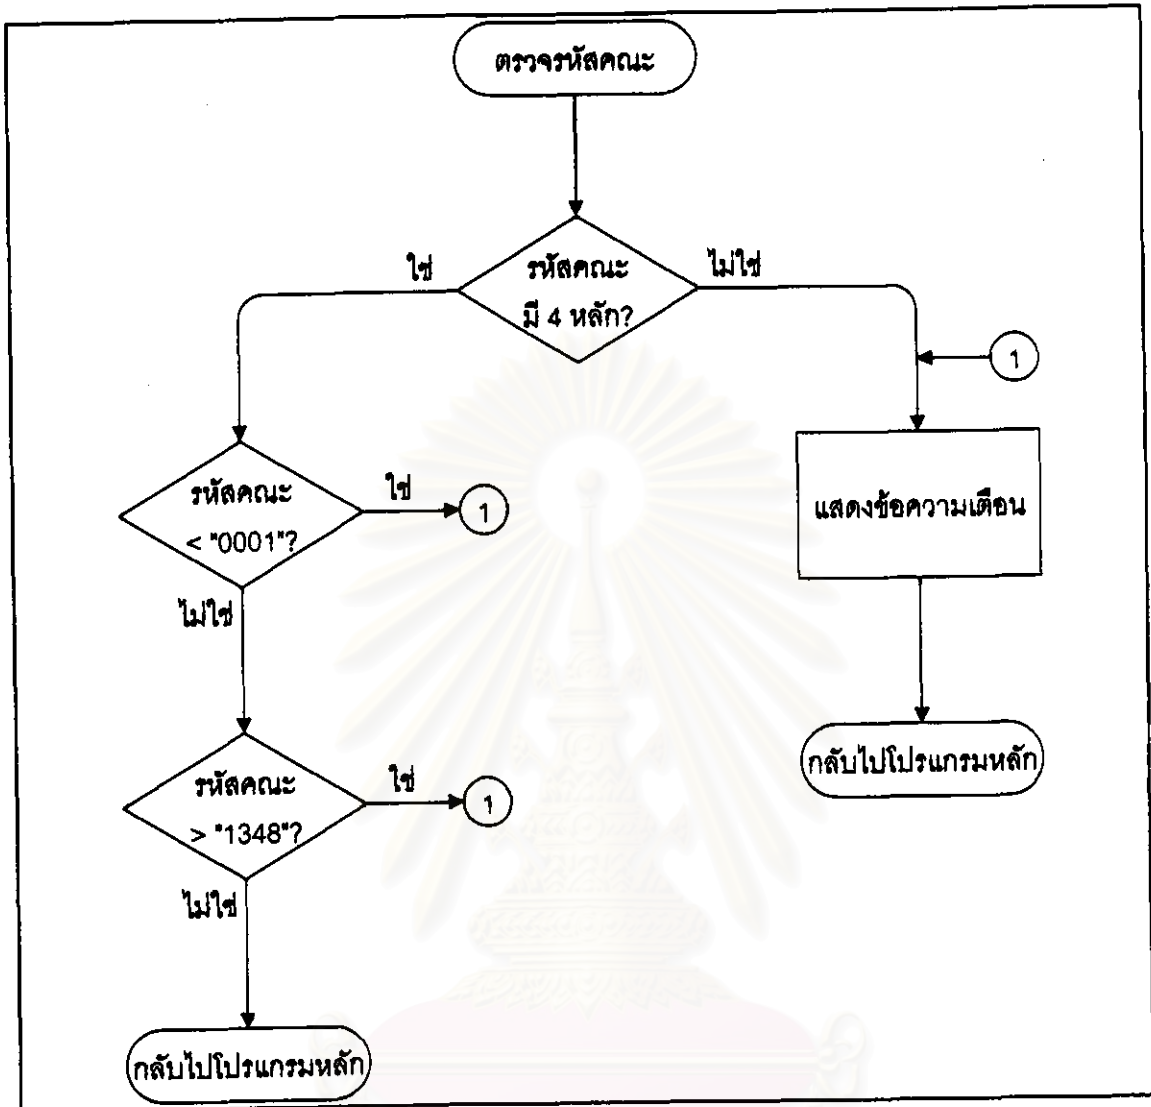 ตรวจรหัสคณะ
ใช่
รหัสคณะ
มี 4 หลัก?
ไม่ใช่
1
รหัสคณะ
< "0001"?
ใช่
1
แสดงข้อความเตือน
ไม่ใช่
กลับไปโปรแกรมหลัก
รหัสคณะ
> "1348"?
ใช่
1
ไม่ใช่
กลับไปโปรแกรมหลัก